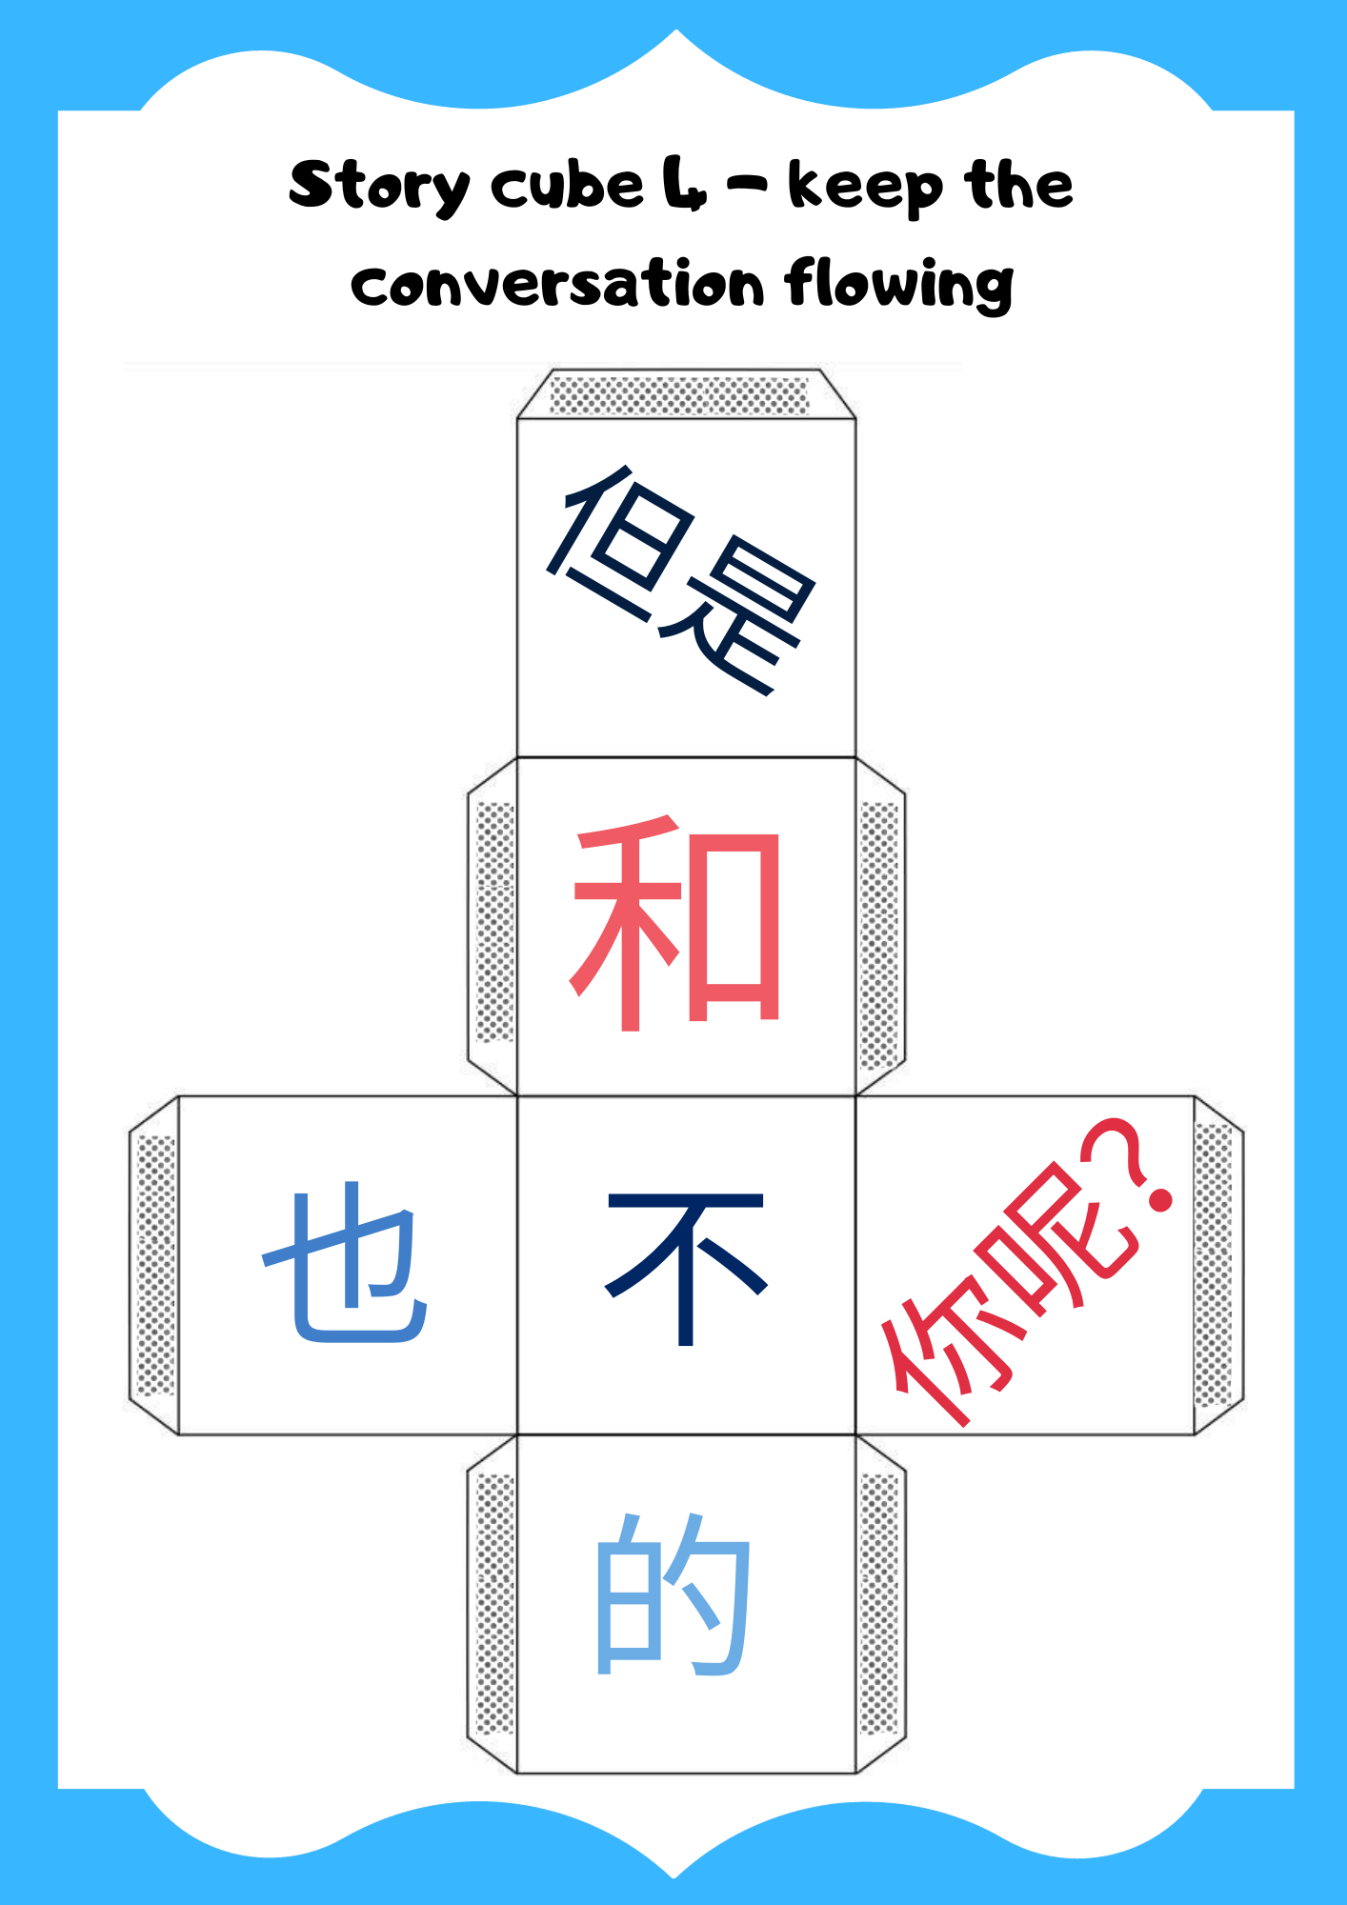 Story cube 4 – keep the
conversation flowing
但是
和
也
不
你呢?
的